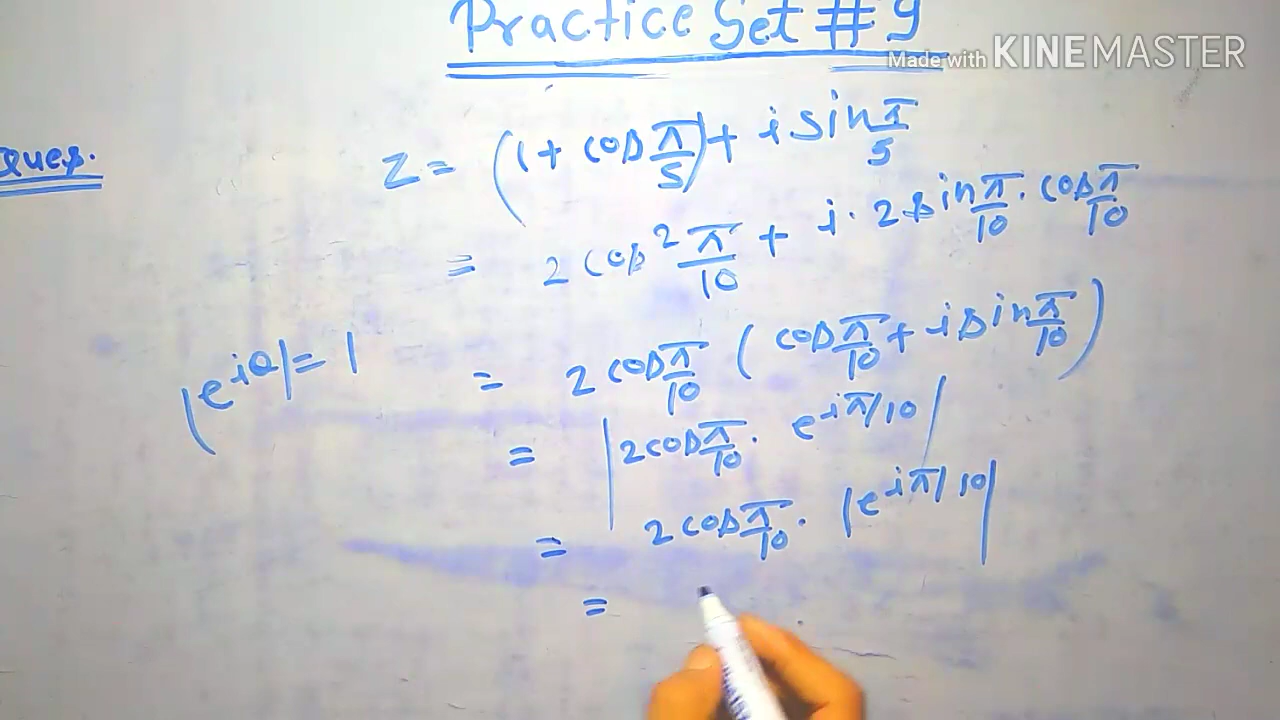 Practice Set # 9
Made with KINEMASTER
Ques. Z = (1 + cos π/5) + i sin π/5
= 2 cos² π/10 + i · 2 sin π/10 · cos π/10
|e^{iθ}| = 1 = 2 cos π/10 ( cos π/10 + i sin π/10 )
= | 2 cos π/10 · e^{iπ/10} |
= 2 cos π/10 · | e^{iπ/10} |
=